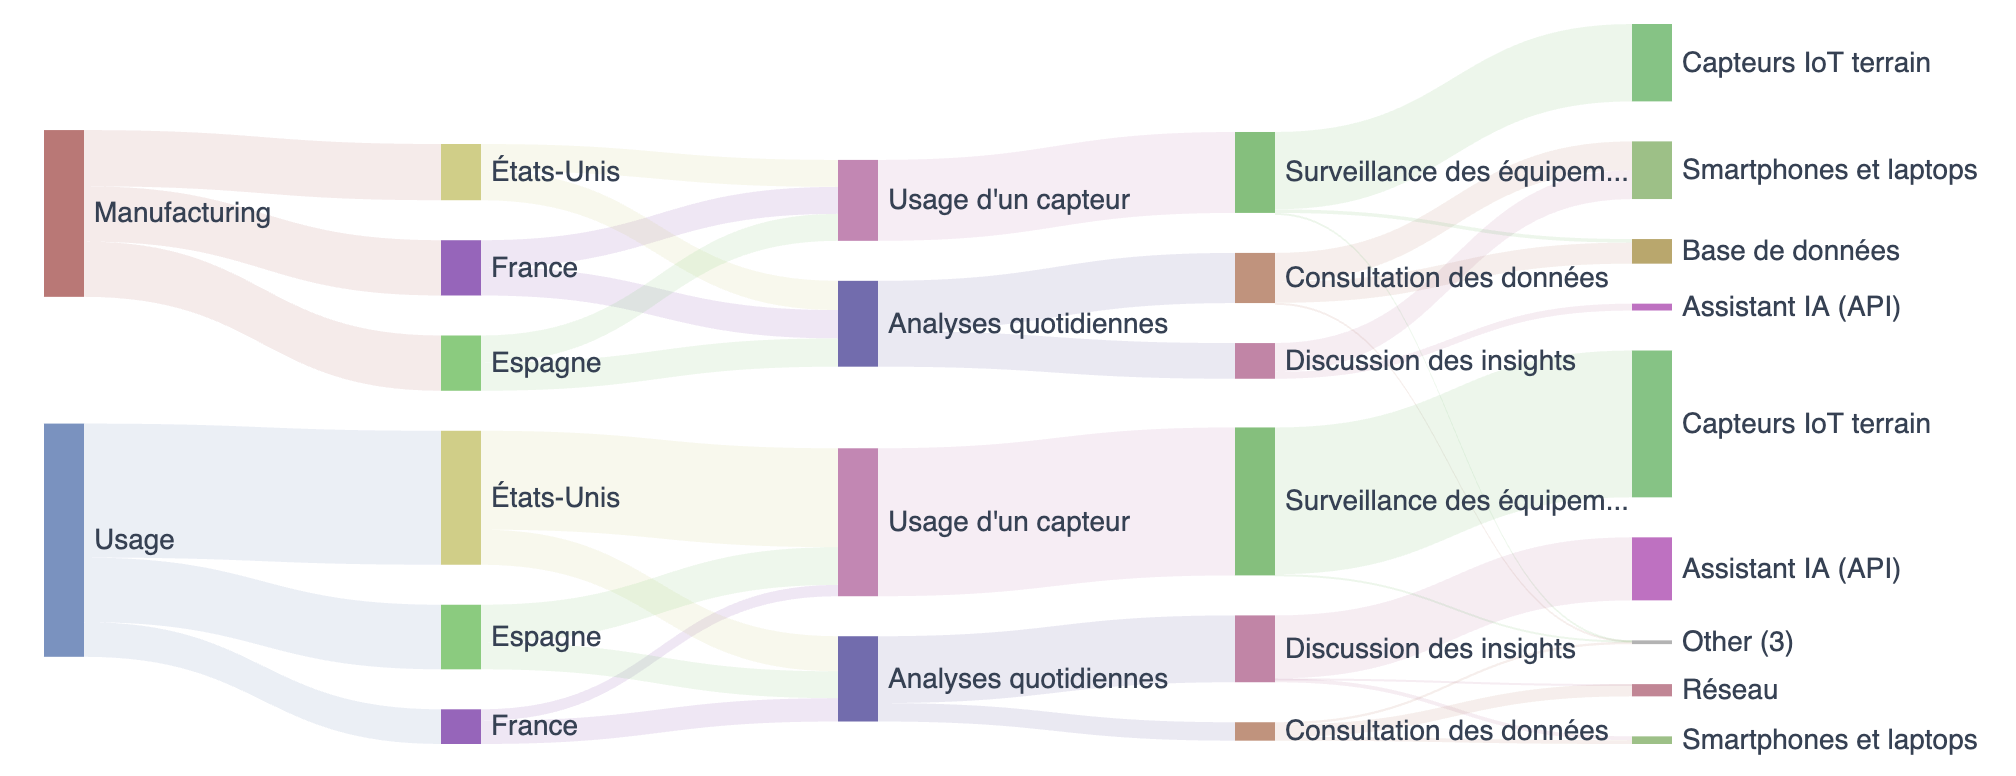 Manufacturing
Usage
États-Unis
France
Espagne
États-Unis
Espagne
France
Usage d'un capteur
Analyses quotidiennes
Usage d'un capteur
Analyses quotidiennes
Surveillance des équipem...
Consultation des données
Discussion des insights
Surveillance des équipem...
Discussion des insights
Consultation des données
Capteurs IoT terrain
Smartphones et laptops
Base de données
Assistant IA (API)
Capteurs IoT terrain
Assistant IA (API)
Other (3)
Réseau
Smartphones et laptops